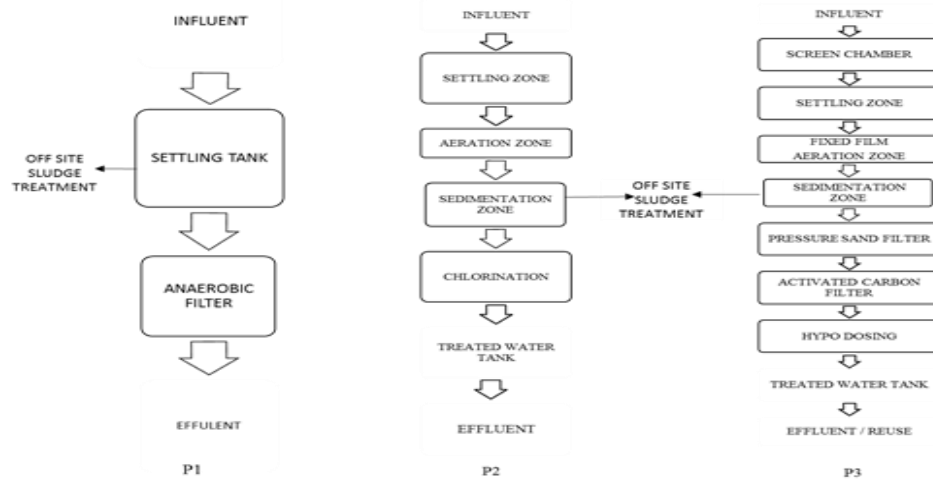 INFLUENT
SETTLING TANK
OFF SITE
SLUDGE
TREATMENT
ANAEROBIC
FILTER
EFFULENT
P1
INFLUENT
SETTLING ZONE
AERATION ZONE
SEDIMENTATION
ZONE
OFF SITE
SLUDGE
TREATMENT
CHLORINATION
TREATED WATER
TANK
EFFLUENT
P2
INFLUENT
SCREEN CHAMBER
SETTLING ZONE
FIXED FILM
AERATION ZONE
SEDIMENTATION
ZONE
PRESSURE SAND FILTER
ACTIVATED CARBON
FILTER
HYPO DOSING
TREATED WATER TANK
EFFLUENT / REUSE
P3